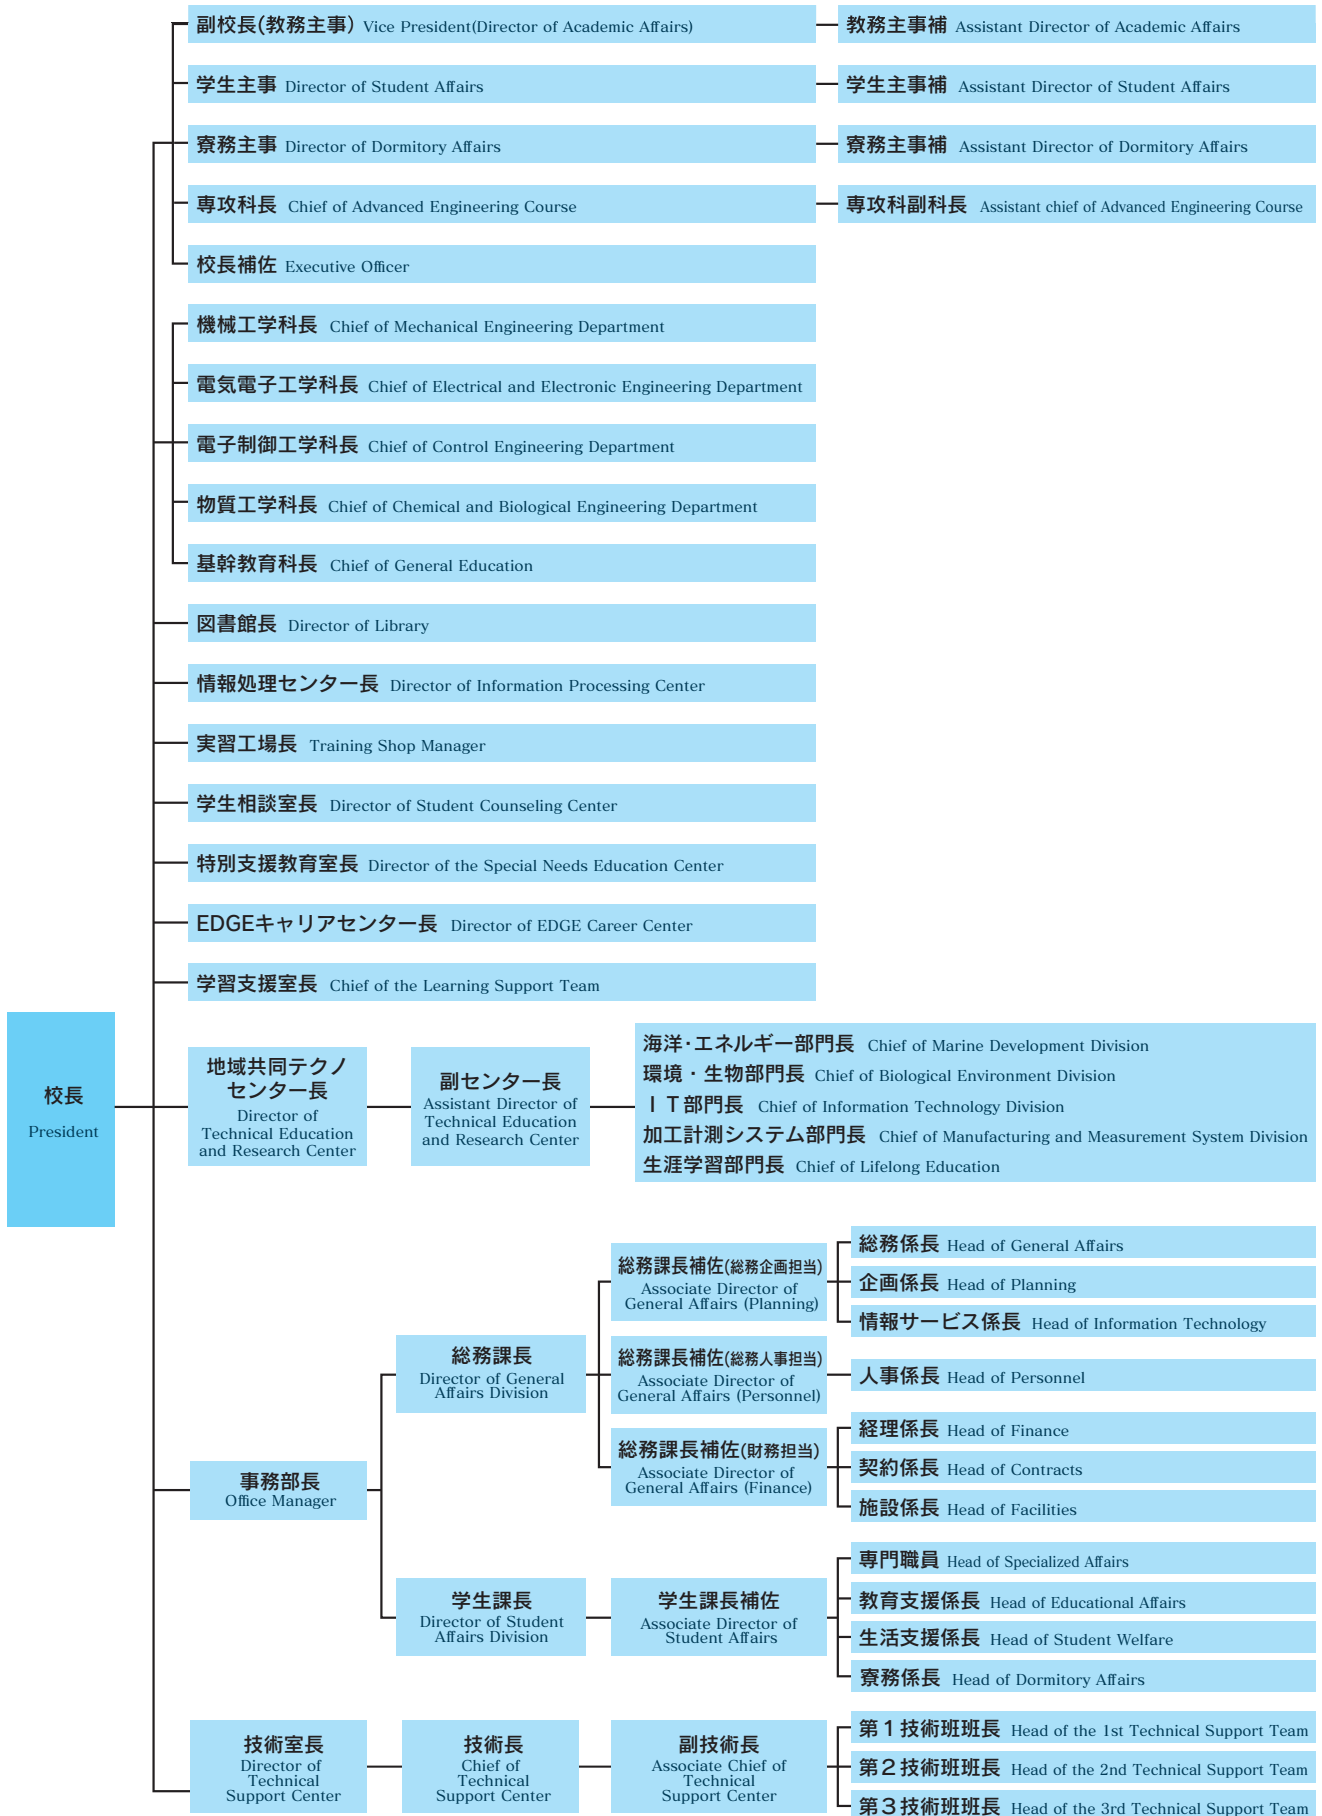 副校長(教務主事) Vice President(Director of Academic Affairs)
教務主事補 Assistant Director of Academic Affairs
学生主事 Director of Student Affairs
学生主事補 Assistant Director of Student Affairs
寮務主事 Director of Dormitory Affairs
寮務主事補 Assistant Director of Dormitory Affairs
専攻科長 Chief of Advanced Engineering Course
専攻科副科長 Assistant chief of Advanced Engineering Course
校長補佐 Executive Officer
機械工学科長 Chief of Mechanical Engineering Department
電気電子工学科長 Chief of Electrical and Electronic Engineering Department
電子制御工学科長 Chief of Control Engineering Department
物質工学科長 Chief of Chemical and Biological Engineering Department
基幹教育科長 Chief of General Education
図書館長 Director of Library
情報処理センター長 Director of Information Processing Center
実習工場長 Training Shop Manager
学生相談室長 Director of Student Counseling Center
特別支援教育室長 Director of the Special Needs Education Center
EDGEキャリアセンター長 Director of EDGE Career Center
学習支援室長 Chief of the Learning Support Team
校長
President
地域共同テクノ
センター長
Director of
Technical Education
and Research Center
副センター長
Assistant Director of
Technical Education
and Research Center
海洋・エネルギー部門長 Chief of Marine Development Division
環境・生物部門長 Chief of Biological Environment Division
ＩＴ部門長 Chief of Information Technology Division
加工計測システム部門長 Chief of Manufacturing and Measurement System Division
生涯学習部門長 Chief of Lifelong Education
事務部長
Office Manager
総務課長
Director of General
Affairs Division
総務課長補佐(総務企画担当)
Associate Director of
General Affairs (Planning)
総務係長 Head of General Affairs
企画係長 Head of Planning
情報サービス係長 Head of Information Technology
総務課長補佐(総務人事担当)
Associate Director of
General Affairs (Personnel)
人事係長 Head of Personnel
総務課長補佐(財務担当)
Associate Director of
General Affairs (Finance)
経理係長 Head of Finance
契約係長 Head of Contracts
施設係長 Head of Facilities
学生課長
Director of Student
Affairs Division
学生課長補佐
Associate Director of
Student Affairs
専門職員 Head of Specialized Affairs
教育支援係長 Head of Educational Affairs
生活支援係長 Head of Student Welfare
寮務係長 Head of Dormitory Affairs
技術室長
Director of
Technical
Support Center
技術長
Chief of
Technical
Support Center
副技術長
Associate Chief of
Technical
Support Center
第１技術班班長 Head of the 1st Technical Support Team
第２技術班班長 Head of the 2nd Technical Support Team
第３技術班班長 Head of the 3rd Technical Support Team